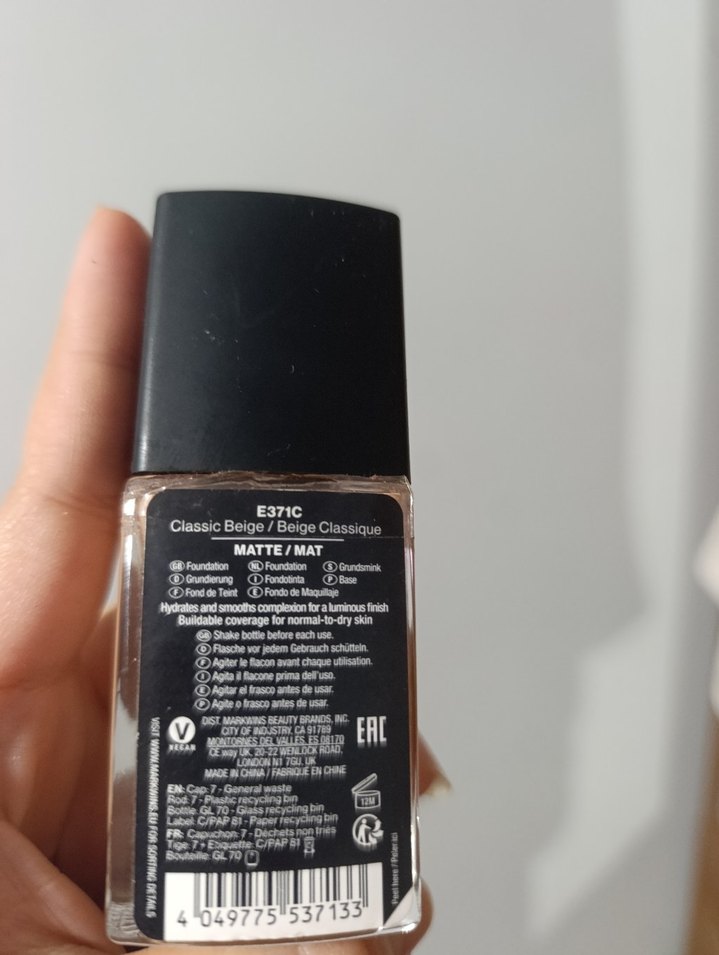 E371C
Classic Beige / Beige Classique
MATTE / MAT
GB Foundation NL Foundation S Grundsmink
D Grundierung I Fondotinta P Base
F Fond de Teint E Fondo de Maquillaje
Hydrates and smooths complexion for a luminous finish
Buildable coverage for normal-to-dry skin
GB Shake bottle before each use.
D Flasche vor jedem Gebrauch schütteln.
F Agiter le flacon avant chaque utilisation.
I Agita il flacone prima dell'uso.
E Agitar el frasco antes de usar.
P Agite o frasco antes de usar.
V
VEGAN
DIST. MARKWINS BEAUTY BRANDS, INC.
CITY OF INDUSTRY, CA 91789
MONTORNES DEL VALLES, ES 08170
CE way UK, 20-22 WENLOCK ROAD,
LONDON N1 7GU, UK
MADE IN CHINA / FABRIQUÉ EN CHINE
EAC
VISIT WWW.MARKWINS.EU FOR SORTING DETAILS
EN: Cap: 7 - General waste
Rod: 7 - Plastic recycling bin
Bottle: GL 70 - Glass recycling bin
Label: C/PAP 81 - Paper recycling bin
FR: Capuchon: 7 - Déchets non triés
Tige: 7 + Étiquette: C/PAP 81
Bouteille: GL 70
12M
Peel here / Peler ici
4 049775 537133